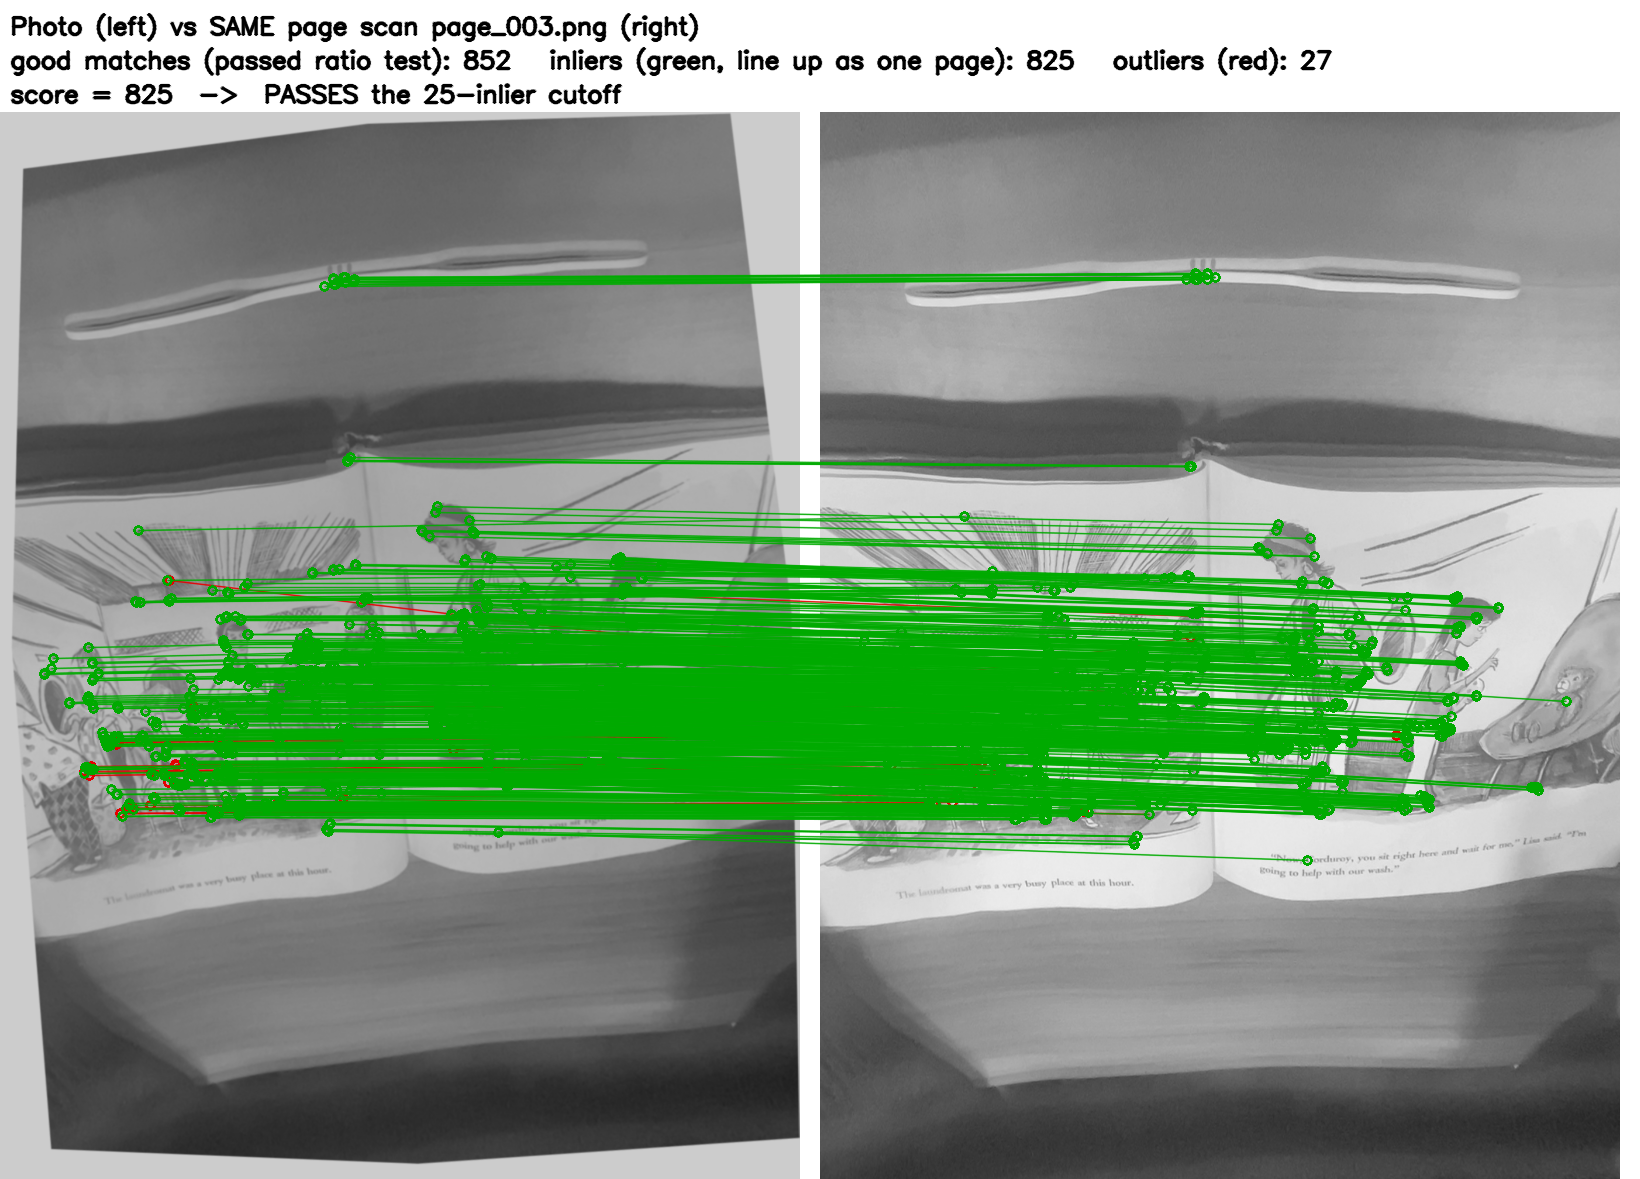 Photo (left) vs SAME page scan page_003.png (right)
good matches (passed ratio test): 852 inliers (green, line up as one page): 825 outliers (red): 27
score = 825 -> PASSES the 25-inlier cutoff
going to help with our
The laundromat was a very busy place at this hour.
"Now, Corduroy, you sit right here and wait for me," Lisa said. "I'm
going to help with our wash."
The laundromat was a very busy place at this hour.